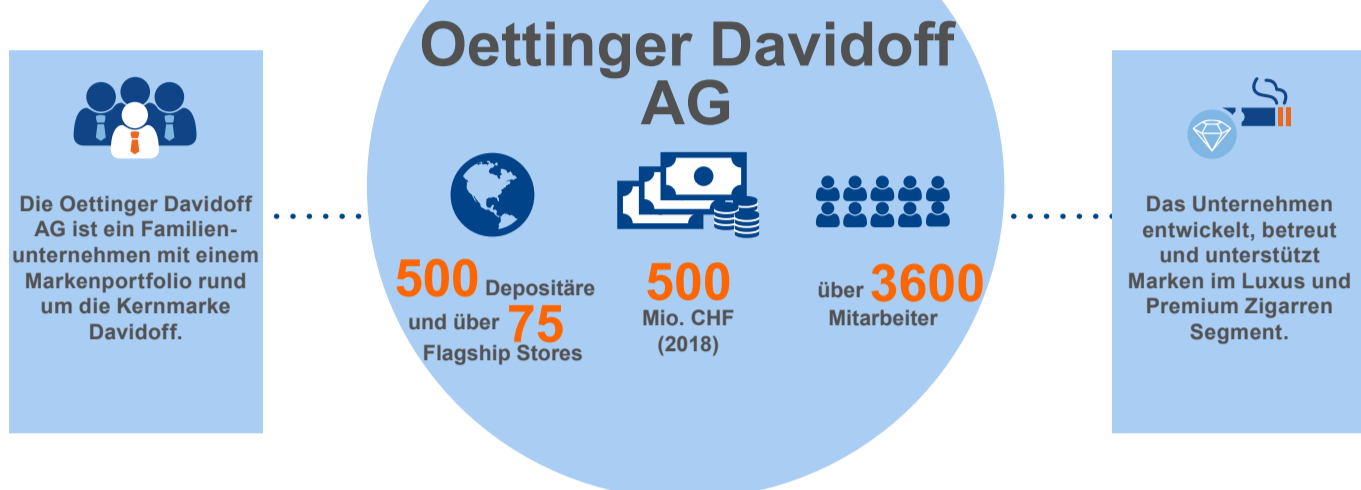 Oettinger Davidoff
AG
Die Oettinger Davidoff
AG ist ein Familien-
unternehmen mit einem
Markenportfolio rund
um die Kernmarke
Davidoff.
500 Depositäre
und über 75
Flagship Stores
500
Mio. CHF
(2018)
über 3600
Mitarbeiter
Das Unternehmen
entwickelt, betreut
und unterstützt
Marken im Luxus und
Premium Zigarren
Segment.